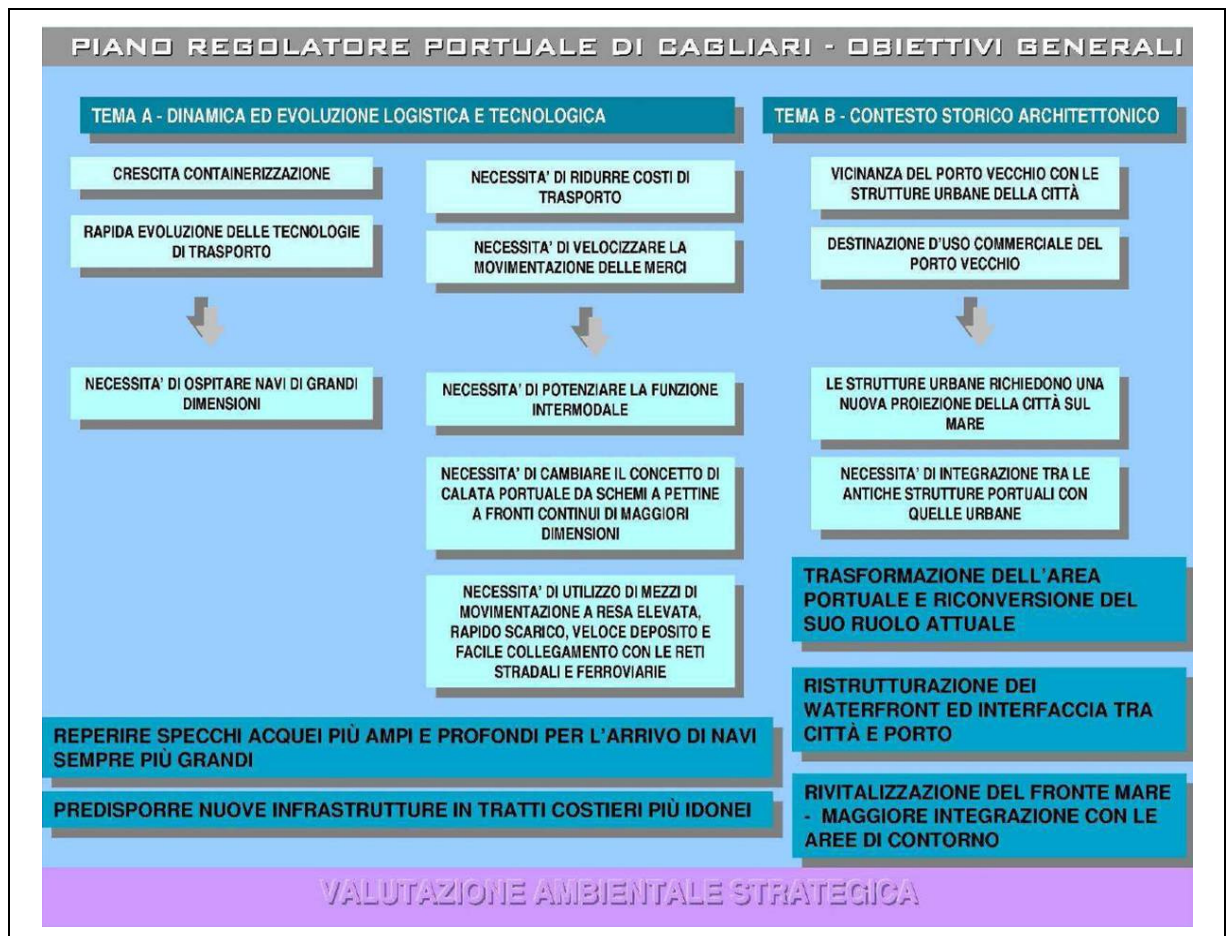 PIANO REGOLATORE PORTUALE DI CAGLIARI - OBIETTIVI GENERALI
TEMA A - DINAMICA ED EVOLUZIONE LOGISTICA E TECNOLOGICA
CRESCITA CONTAINERIZZAZIONE
RAPIDA EVOLUZIONE DELLE TECNOLOGIE
DI TRASPORTO
NECESSITA' DI OSPITARE NAVI DI GRANDI
DIMENSIONI
NECESSITA' DI RIDURRE COSTI DI
TRASPORTO
NECESSITA' DI VELOCIZZARE LA
MOVIMENTAZIONE DELLE MERCI
NECESSITA' DI POTENZIARE LA FUNZIONE
INTERMODALE
NECESSITA' DI CAMBIARE IL CONCETTO DI
CALATA PORTUALE DA SCHEMI A PETTINE
A FRONTI CONTINUI DI MAGGIORI
DIMENSIONI
NECESSITA' DI UTILIZZO DI MEZZI DI
MOVIMENTAZIONE A RESA ELEVATA,
RAPIDO SCARICO, VELOCE DEPOSITO E
FACILE COLLEGAMENTO CON LE RETI
STRADALI E FERROVIARIE
REPERIRE SPECCHI ACQUEI PIÙ AMPI E PROFONDI PER L'ARRIVO DI NAVI
SEMPRE PIÙ GRANDI
PREDISPORRE NUOVE INFRASTRUTTURE IN TRATTI COSTIERI PIÙ IDONEI
TEMA B - CONTESTO STORICO ARCHITETTONICO
VICINANZA DEL PORTO VECCHIO CON LE
STRUTTURE URBANE DELLA CITTÀ
DESTINAZIONE D'USO COMMERCIALE DEL
PORTO VECCHIO
LE STRUTTURE URBANE RICHIEDONO UNA
NUOVA PROIEZIONE DELLA CITTÀ SUL
MARE
NECESSITA' DI INTEGRAZIONE TRA LE
ANTICHE STRUTTURE PORTUALI CON
QUELLE URBANE
TRASFORMAZIONE DELL'AREA
PORTUALE E RICONVERSIONE DEL
SUO RUOLO ATTUALE
RISTRUTTURAZIONE DEI
WATERFRONT ED INTERFACCIA TRA
CITTÀ E PORTO
RIVITALIZZAZIONE DEL FRONTE MARE
- MAGGIORE INTEGRAZIONE CON LE
AREE DI CONTORNO
VALUTAZIONE AMBIENTALE STRATEGICA